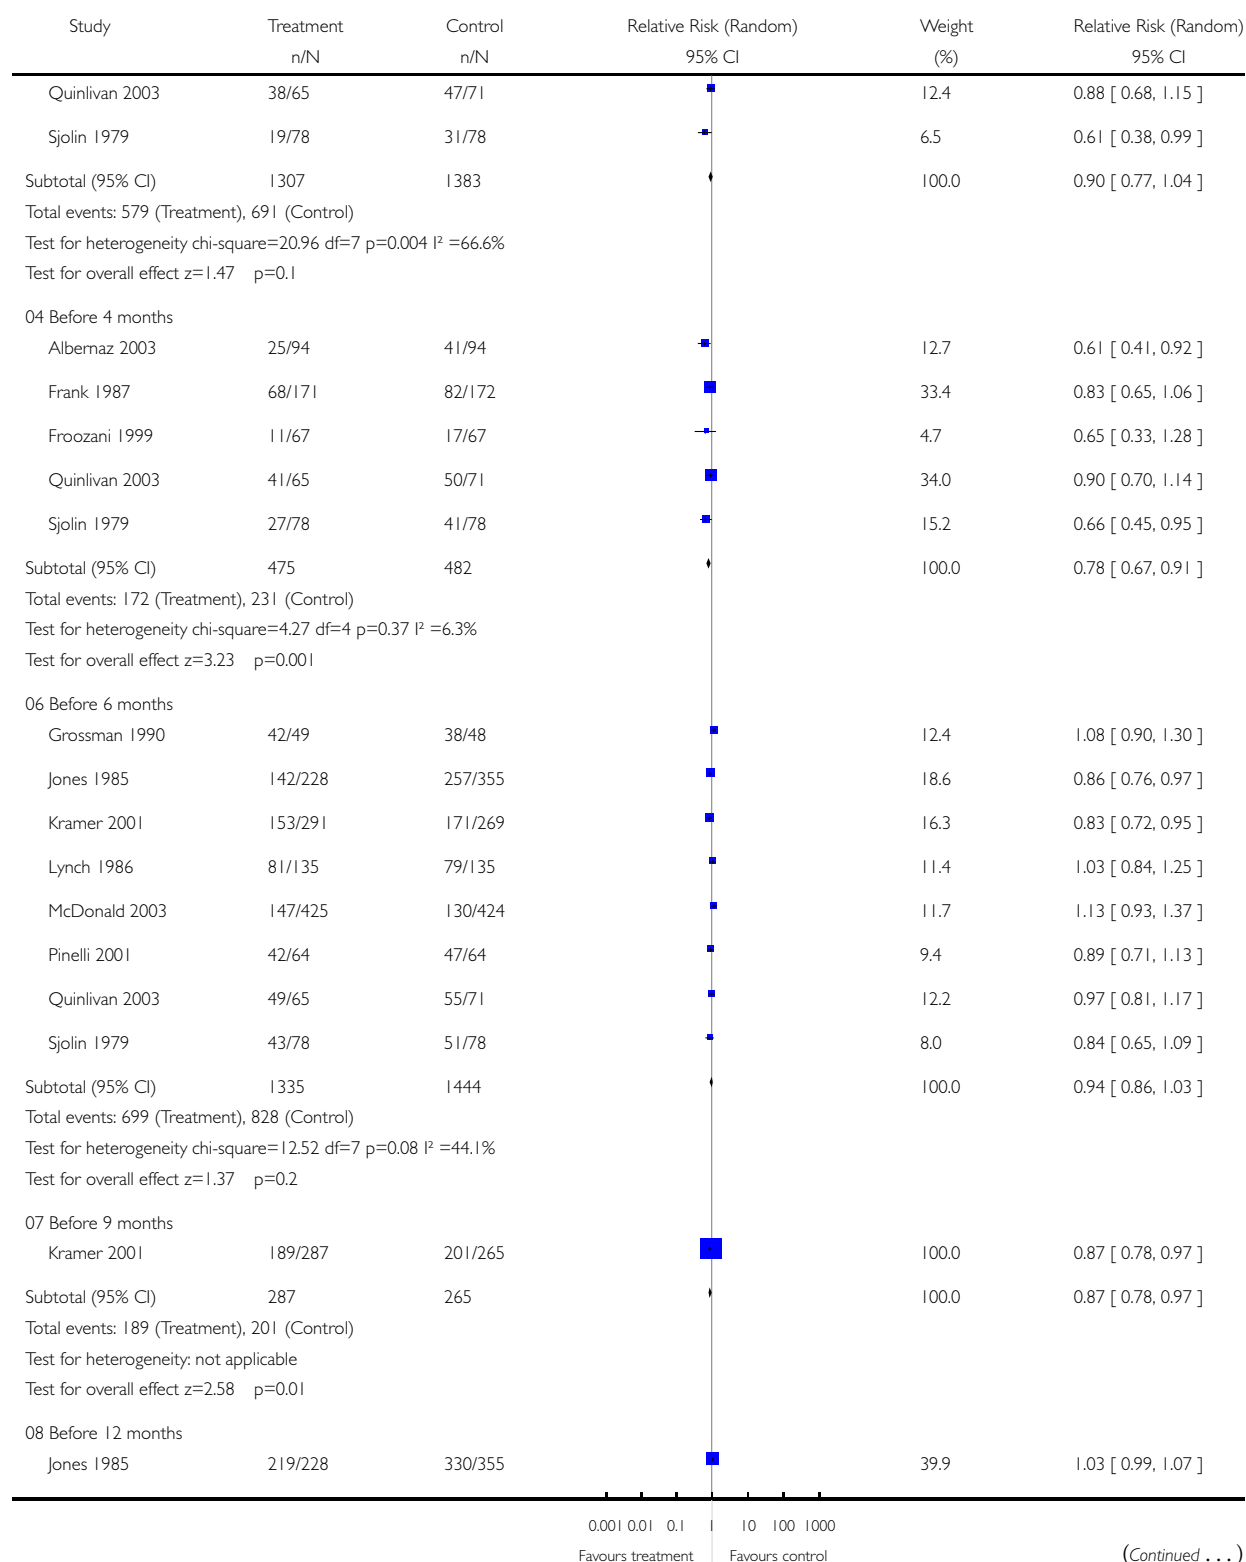 Study Treatment Control Relative Risk (Random) Weight Relative Risk (Random)
n/N n/N 95% CI (%) 95% CI
Quinlivan 2003 38/65 47/71 12.4 0.88 [ 0.68, 1.15 ]
Sjolin 1979 19/78 31/78 6.5 0.61 [ 0.38, 0.99 ]
Subtotal (95% CI) 1307 1383 100.0 0.90 [ 0.77, 1.04 ]
Total events: 579 (Treatment), 691 (Control)
Test for heterogeneity chi-square=20.96 df=7 p=0.004 I² =66.6%
Test for overall effect z=1.47 p=0.1
04 Before 4 months
Albernaz 2003 25/94 41/94 12.7 0.61 [ 0.41, 0.92 ]
Frank 1987 68/171 82/172 33.4 0.83 [ 0.65, 1.06 ]
Froozani 1999 11/67 17/67 4.7 0.65 [ 0.33, 1.28 ]
Quinlivan 2003 41/65 50/71 34.0 0.90 [ 0.70, 1.14 ]
Sjolin 1979 27/78 41/78 15.2 0.66 [ 0.45, 0.95 ]
Subtotal (95% CI) 475 482 100.0 0.78 [ 0.67, 0.91 ]
Total events: 172 (Treatment), 231 (Control)
Test for heterogeneity chi-square=4.27 df=4 p=0.37 I² =6.3%
Test for overall effect z=3.23 p=0.001
06 Before 6 months
Grossman 1990 42/49 38/48 12.4 1.08 [ 0.90, 1.30 ]
Jones 1985 142/228 257/355 18.6 0.86 [ 0.76, 0.97 ]
Kramer 2001 153/291 171/269 16.3 0.83 [ 0.72, 0.95 ]
Lynch 1986 81/135 79/135 11.4 1.03 [ 0.84, 1.25 ]
McDonald 2003 147/425 130/424 11.7 1.13 [ 0.93, 1.37 ]
Pinelli 2001 42/64 47/64 9.4 0.89 [ 0.71, 1.13 ]
Quinlivan 2003 49/65 55/71 12.2 0.97 [ 0.81, 1.17 ]
Sjolin 1979 43/78 51/78 8.0 0.84 [ 0.65, 1.09 ]
Subtotal (95% CI) 1335 1444 100.0 0.94 [ 0.86, 1.03 ]
Total events: 699 (Treatment), 828 (Control)
Test for heterogeneity chi-square=12.52 df=7 p=0.08 I² =44.1%
Test for overall effect z=1.37 p=0.2
07 Before 9 months
Kramer 2001 189/287 201/265 100.0 0.87 [ 0.78, 0.97 ]
Subtotal (95% CI) 287 265 100.0 0.87 [ 0.78, 0.97 ]
Total events: 189 (Treatment), 201 (Control)
Test for heterogeneity: not applicable
Test for overall effect z=2.58 p=0.01
08 Before 12 months
Jones 1985 219/228 330/355 39.9 1.03 [ 0.99, 1.07 ]
0.001 0.01 0.1 1 10 100 1000
Favours treatment Favours control (Continued . . . )